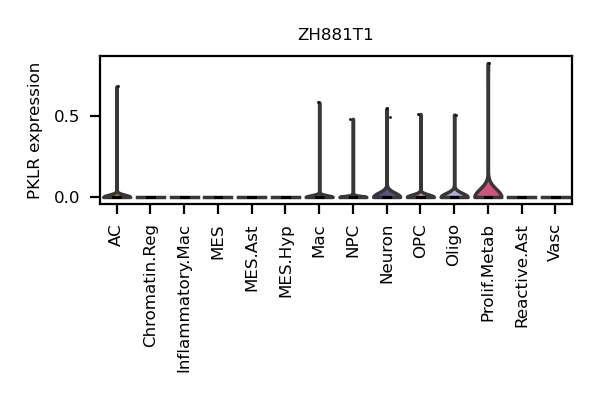 ZH881T1
PKLR expression
0.5
0.0
AC
Chromatin.Reg
Inflammatory.Mac
MES
MES.Ast
MES.Hyp
Mac
NPC
Neuron
OPC
Oligo
Prolif.Metab
Reactive.Ast
Vasc